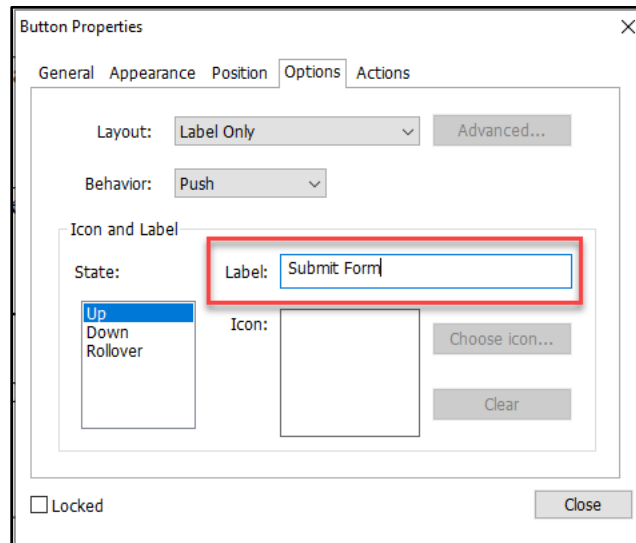 Button Properties
General Appearance Position Options Actions
Layout: Label Only Advanced...
Behavior: Push
Icon and Label
State: Label: Submit Form
Up
Down
Rollover
Icon:
Choose icon...
Clear
Locked
Close